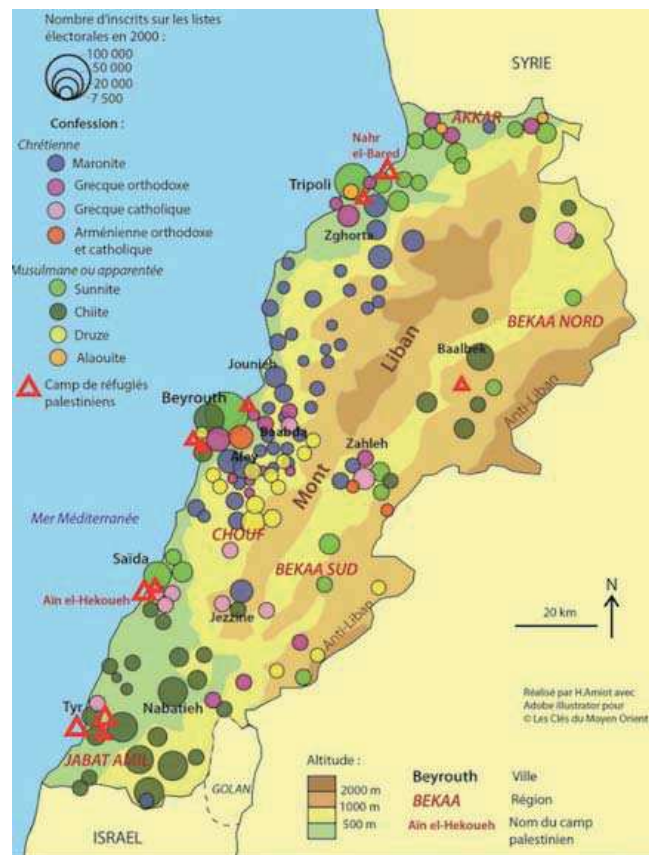 Nombre d'inscrits sur les listes
électorales en 2000 :
100 000
50 000
20 000
7 500
Confession :
Chrétienne
Maronite
Grecque orthodoxe
Grecque catholique
Arménienne orthodoxe
et catholique
Musulmane ou apparentée
Sunnite
Chiite
Druze
Alaouite
Camp de réfugiés
palestiniens
SYRIE
AKKAR
Nahr
el-Bared
Tripoli
Zghorta
BEKAA NORD
Liban
Baalbek
Jounieh
Anti-Liban
Beyrouth
Baabda
Zahleh
Aley
Mont
Mer Méditerranée
CHOUF
Saïda
BEKAA SUD
Ain el-Hekoueh
Jezzine
Anti-Liban
N
20 km
Tyr
Nabatieh
JABAT AMIL
GOLAN
ISRAEL
Réalisé par H.Amiot avec
Adobe illustrator pour
© Les Clés du Moyen Orient
Altitude :
2000 m
1000 m
500 m
Beyrouth
Ville
BEKAA
Région
Ain el-Hekoueh
Nom du camp
palestinien